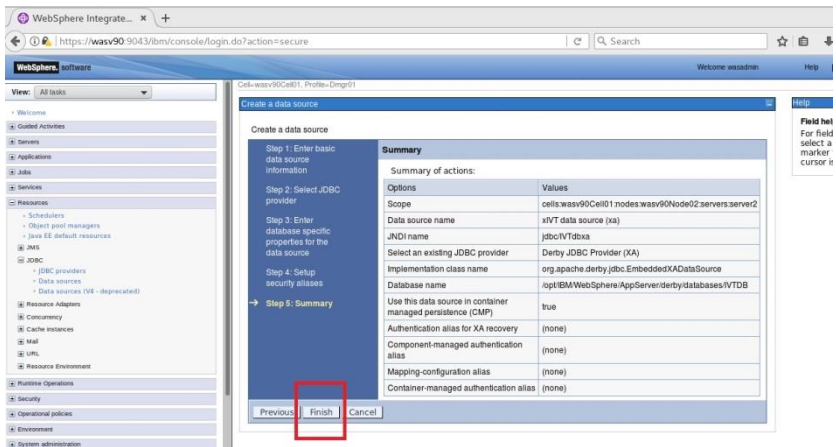 WebSphere Integrate...
https://wasv90:9043/ibm/console/login.do?action=secure
Search
WebSphere. software
Welcome wasadmin
Help
View: All tasks
Welcome
Guided Activities
Servers
Applications
Jobs
Services
Resources
Schedulers
Object pool managers
Java EE default resources
JMS
JDBC
JDBC providers
Data sources
Data sources (V4 - deprecated)
Resource Adapters
Concurrency
Cache instances
Mail
URL
Resource Environment
Runtime Operations
Security
Operational policies
Environment
System administration
Cell=wasv90Cell01, Profile=Dmgr01
Create a data source
Create a data source
Step 1: Enter basic
data source
information
Step 2: Select JDBC
provider
Step 3: Enter
database specific
properties for the
data source
Step 4: Setup
security aliases
Step 5: Summary
Summary
Summary of actions:
Options Values
Scope cells:wasv90Cell01:nodes:wasv90Node02:servers:server2
Data source name xIVT data source (xa)
JNDI name jdbc/IVTdbxa
Select an existing JDBC provider Derby JDBC Provider (XA)
Implementation class name org.apache.derby.jdbc.EmbeddedXADataSource
Database name /opt/IBM/WebSphere/AppServer/derby/databases/IVTDB
Use this data source in container
managed persistence (CMP) true
Authentication alias for XA recovery (none)
Component-managed authentication
alias (none)
Mapping-configuration alias (none)
Container-managed authentication alias (none)
Previous Finish Cancel
Help
Field hel
For field
select a
marker
cursor is